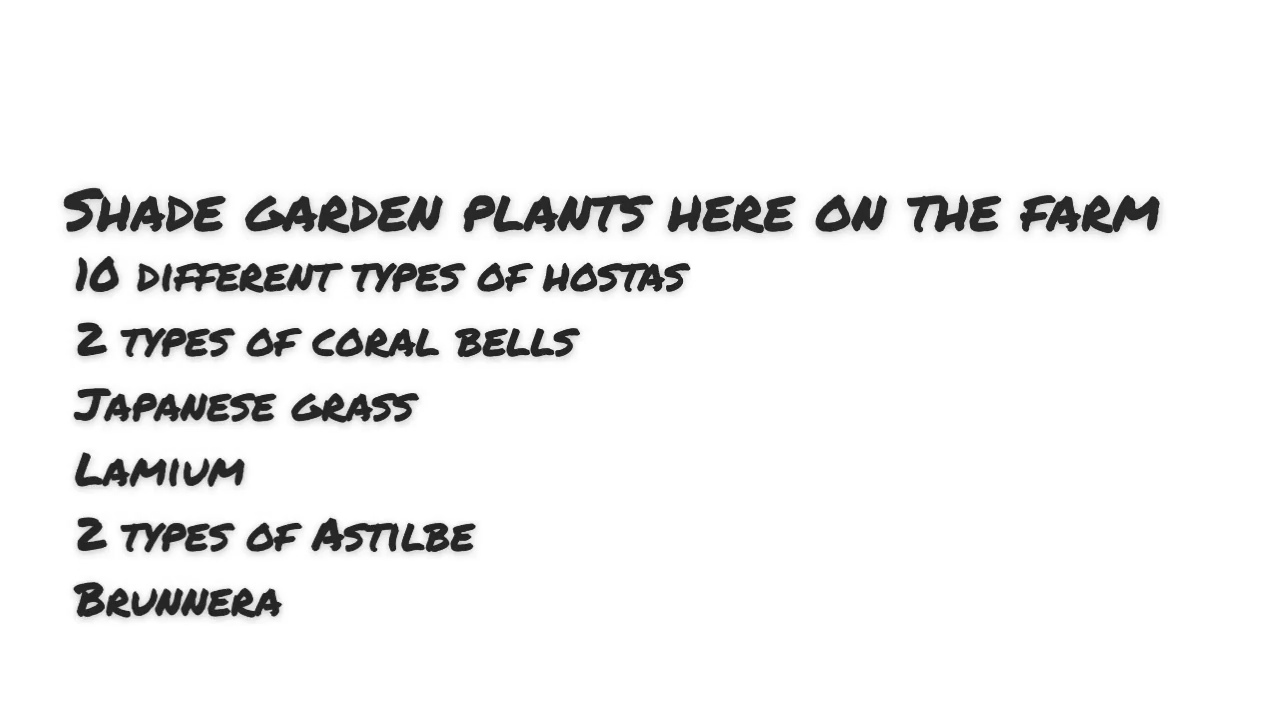 Shade garden plants here on the farm
10 different types of hostas
2 types of coral bells
Japanese grass
Lamium
2 types of Astilbe
Brunnera